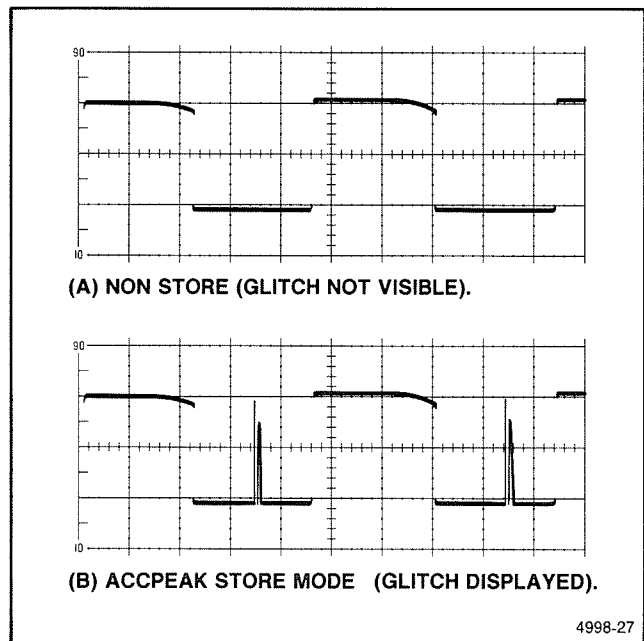 90
10
(A) NON STORE (GLITCH NOT VISIBLE).
90
10
(B) ACCPEAK STORE MODE (GLITCH DISPLAYED).
4998-27